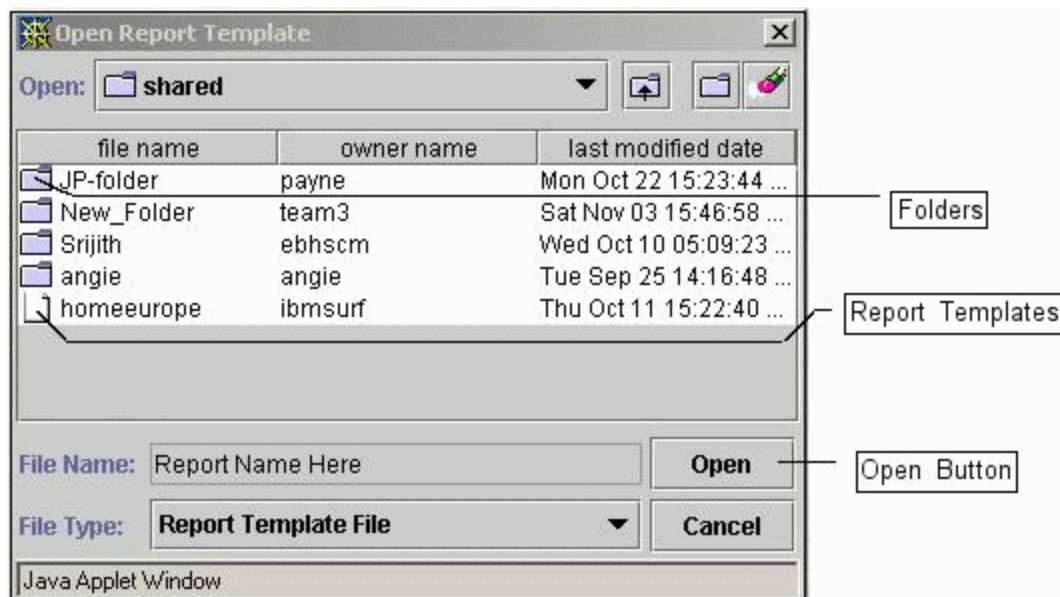 Open Report Template
Open: shared
file name owner name last modified date
JP-folder payne Mon Oct 22 15:23:44 ...
Folders
New_Folder team3 Sat Nov 03 15:46:58 ...
Srijith ebhscm Wed Oct 10 05:09:23 ...
angie angie Tue Sep 25 14:16:48 ...
homeeurope ibmsurf Thu Oct 11 15:22:40 ...
Report Templates
File Name: Report Name Here Open
Open Button
File Type: Report Template File Cancel
Java Applet Window